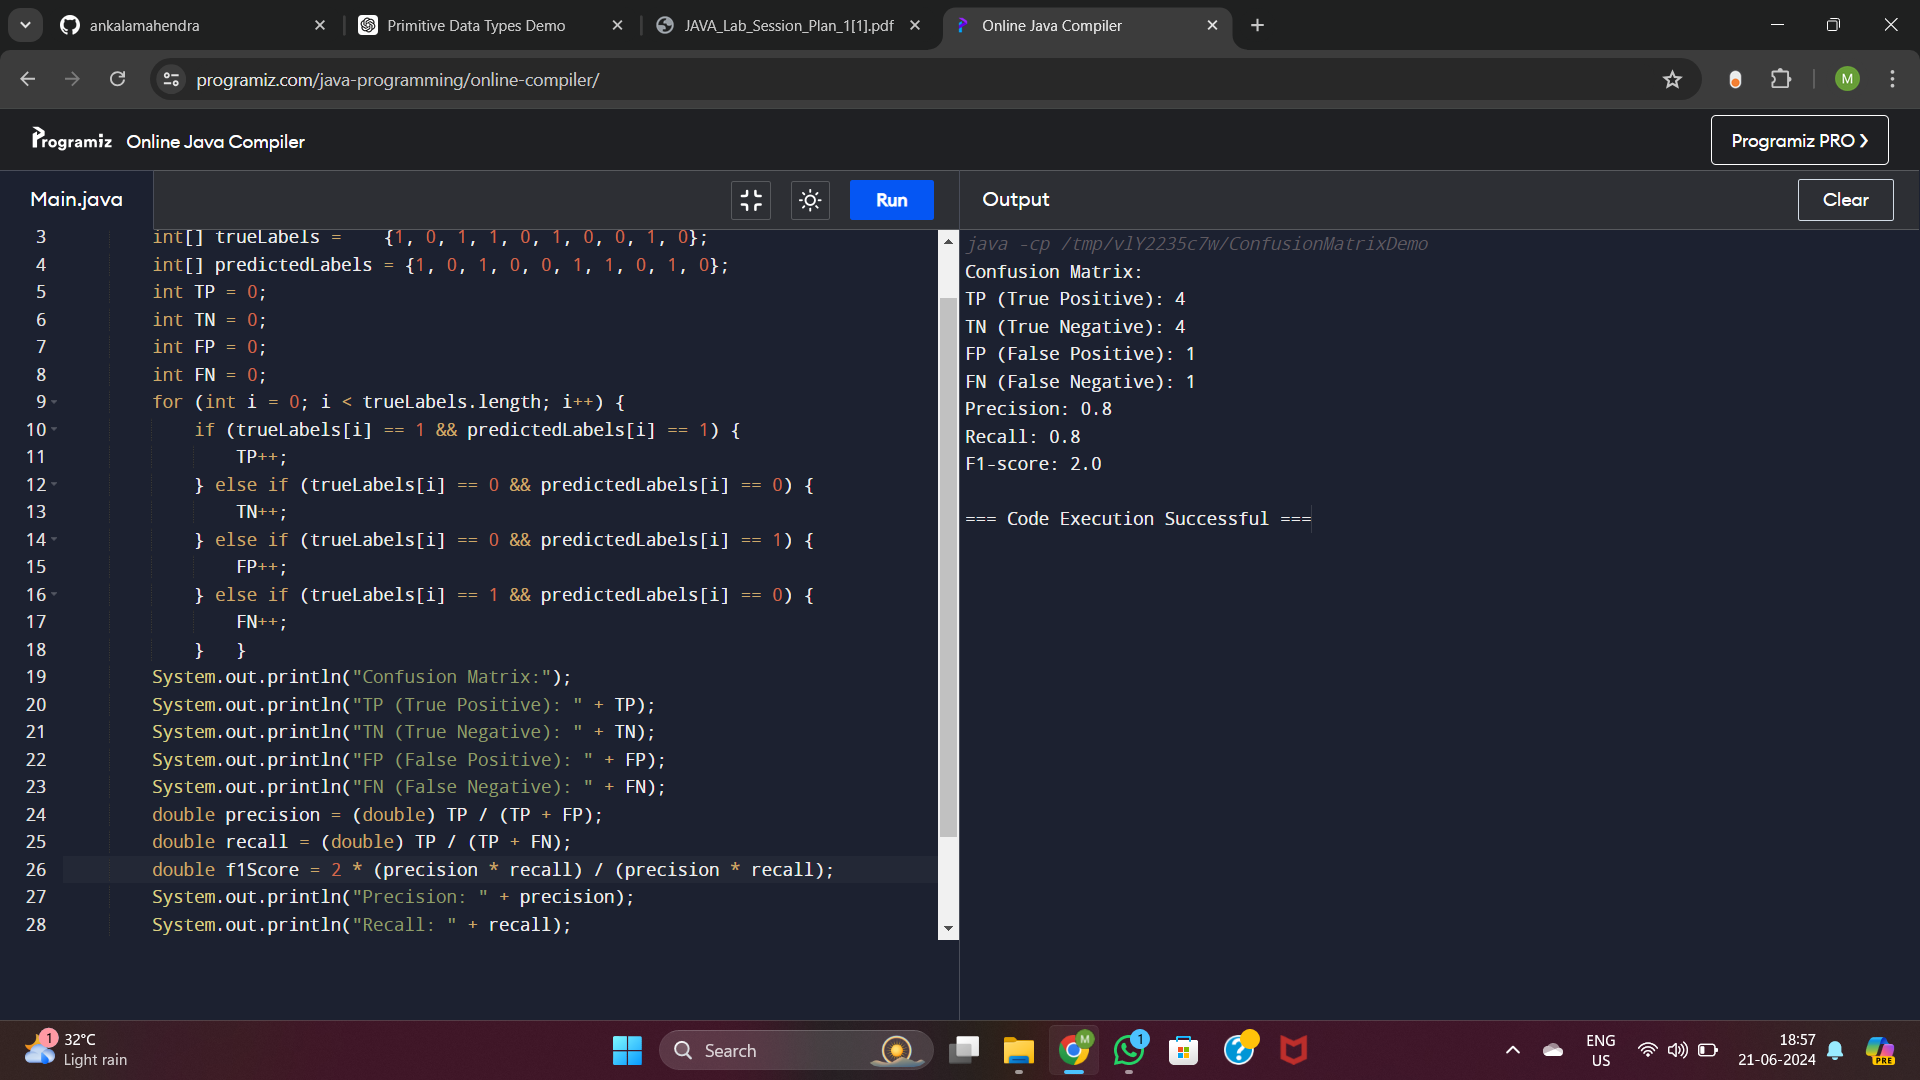 ankalamahendra
Primitive Data Types Demo
JAVA_Lab_Session_Plan_1[1].pdf
Online Java Compiler
programiz.com/java-programming/online-compiler/
M
Programiz Online Java Compiler
Programiz PRO
Main.java
Run
Output
Clear
3 int[] trueLabels = {1, 0, 1, 1, 0, 1, 0, 0, 1, 0};
4 int[] predictedLabels = {1, 0, 1, 0, 0, 1, 1, 0, 1, 0};
5 int TP = 0;
6 int TN = 0;
7 int FP = 0;
8 int FN = 0;
9 for (int i = 0; i < trueLabels.length; i++) {
10 if (trueLabels[i] == 1 && predictedLabels[i] == 1) {
11 TP++;
12 } else if (trueLabels[i] == 0 && predictedLabels[i] == 0) {
13 TN++;
14 } else if (trueLabels[i] == 0 && predictedLabels[i] == 1) {
15 FP++;
16 } else if (trueLabels[i] == 1 && predictedLabels[i] == 0) {
17 FN++;
18 } }
19 System.out.println("Confusion Matrix:");
20 System.out.println("TP (True Positive): " + TP);
21 System.out.println("TN (True Negative): " + TN);
22 System.out.println("FP (False Positive): " + FP);
23 System.out.println("FN (False Negative): " + FN);
24 double precision = (double) TP / (TP + FP);
25 double recall = (double) TP / (TP + FN);
26 double f1Score = 2 * (precision * recall) / (precision * recall);
27 System.out.println("Precision: " + precision);
28 System.out.println("Recall: " + recall);
java -cp /tmp/vlY2235c7w/ConfusionMatrixDemo
Confusion Matrix:
TP (True Positive): 4
TN (True Negative): 4
FP (False Positive): 1
FN (False Negative): 1
Precision: 0.8
Recall: 0.8
F1-score: 2.0
=== Code Execution Successful ===
1
32°C
Light rain
Search
M
1
ENG
US
18:57
21-06-2024
PRE